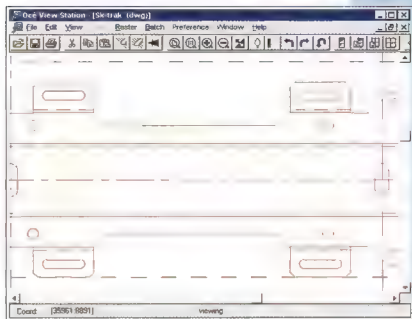 Océ View Station - [Sk-trak (dwg)]
File Edit View Raster Batch Preference Window Help
Coord: (35961:8891) viewing